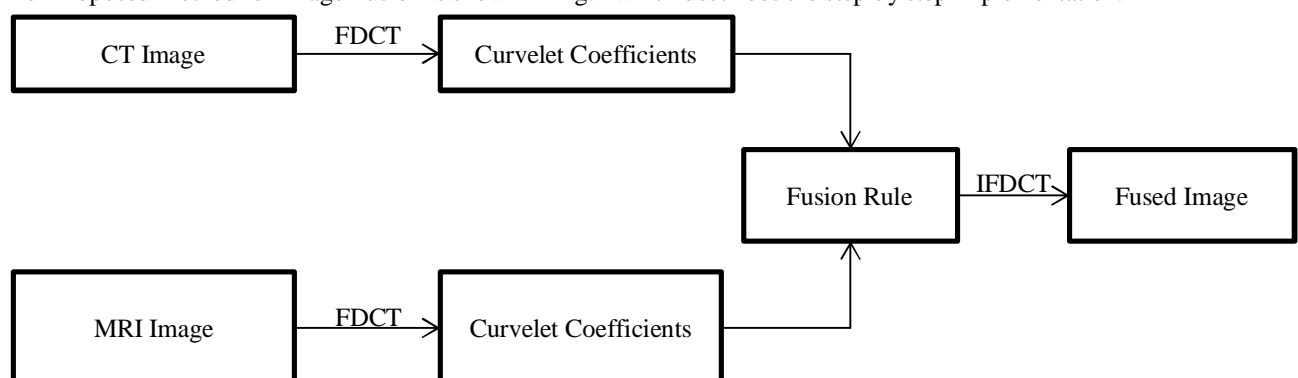 FDCT
CT Image
Curvelet Coefficients
Fusion Rule
IFDCT
Fused Image
FDCT
MRI Image
Curvelet Coefficients